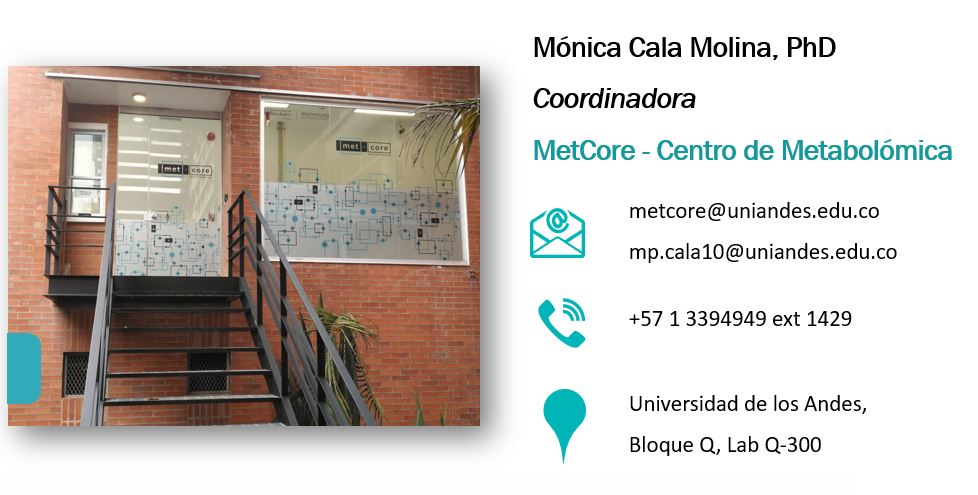 Mónica Cala Molina, PhD
Coordinadora
MetCore - Centro de Metabolómica
metcore@uniandes.edu.co
mp.cala10@uniandes.edu.co
+57 1 3394949 ext 1429
Universidad de los Andes,
Bloque Q, Lab Q-300
met core
met core